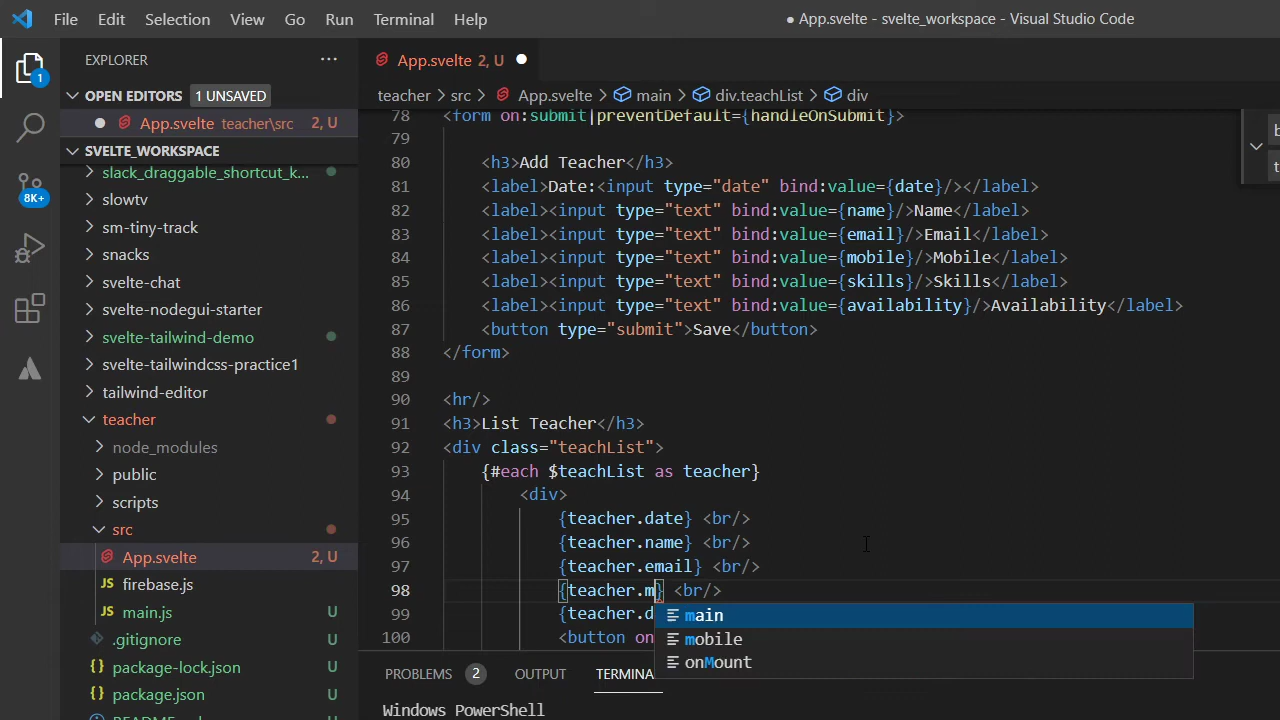 File Edit Selection View Go Run Terminal Help
● App.svelte - svelte_workspace - Visual Studio Code
EXPLORER
1
OPEN EDITORS 1 UNSAVED
App.svelte teacher\src 2, U
SVELTE_WORKSPACE
slack_draggable_shortcut_k...
8K+
slowtv
sm-tiny-track
snacks
svelte-chat
svelte-nodegui-starter
svelte-tailwind-demo
svelte-tailwindcss-practice1
tailwind-editor
teacher
node_modules
public
scripts
src
App.svelte 2, U
JS firebase.js
JS main.js U
.gitignore U
{} package-lock.json U
{} package.json U
App.svelte 2, U
teacher > src > App.svelte > main > div.teachList > div
78 <form on:submit|preventDefault={handleOnSubmit}>
79
80 <h3>Add Teacher</h3>
81 <label>Date:<input type="date" bind:value={date}/></label>
82 <label><input type="text" bind:value={name}/>Name</label>
83 <label><input type="text" bind:value={email}/>Email</label>
84 <label><input type="text" bind:value={mobile}/>Mobile</label>
85 <label><input type="text" bind:value={skills}/>Skills</label>
86 <label><input type="text" bind:value={availability}/>Availability</label>
87 <button type="submit">Save</button>
88 </form>
89
90 <hr/>
91 <h3>List Teacher</h3>
92 <div class="teachList">
93 {#each $teachList as teacher}
94 <div>
95 {teacher.date} <br/>
96 {teacher.name} <br/>
97 {teacher.email} <br/>
98 {teacher.m} <br/>
99 {teacher.d
100 <button on
main
mobile
onMount
PROBLEMS 2 OUTPUT TERMINA
Windows PowerShell